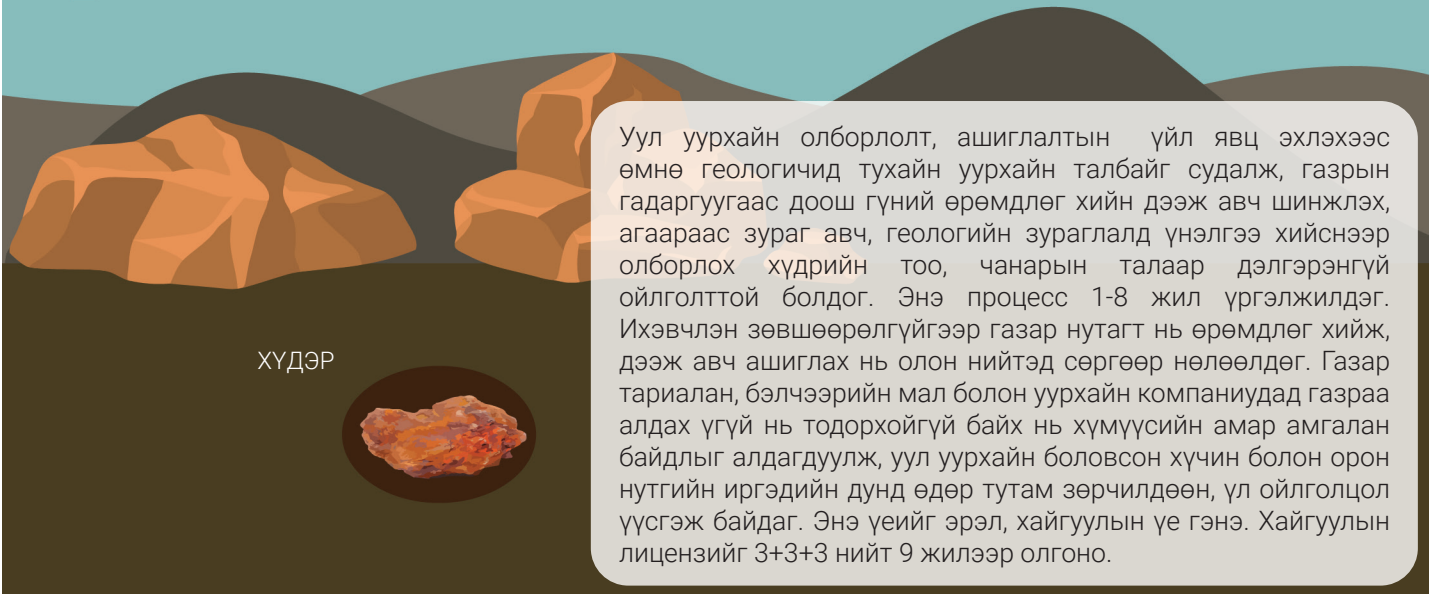 Уул уурхайн олборлолт, ашиглалтын үйл явц эхлэхээс
өмнө геологичид тухайн уурхайн талбайг судалж, газрын
гадаргуугаас доош гүний өрөмдлөг хийн дээж авч шинжлэх,
агаараас зураг авч, геологийн зураглалд үнэлгээ хийснээр
олборлох хүдрийн тоо, чанарын талаар дэлгэрэнгүй
ойлголттой болдог. Энэ процесс 1-8 жил үргэлжилдэг.
Ихэвчлэн зөвшөөрөлгүйгээр газар нутагт нь өрөмдлөг хийж,
дээж авч ашиглах нь олон нийтэд сөргөөр нөлөөлдөг. Газар
тариалан, бэлчээрийн мал болон уурхайн компаниудад газраа
алдах үгүй нь тодорхойгүй байх нь хүмүүсийн амар амгалан
байдлыг алдагдуулж, уул уурхайн боловсон хүчин болон орон
нутгийн иргэдийн дунд өдөр тутам зөрчилдөөн, үл ойлголцол
үүсгэж байдаг. Энэ үеийг эрэл, хайгуулын үе гэнэ. Хайгуулын
лицензийг 3+3+3 нийт 9 жилээр олгоно.
ХҮДЭР